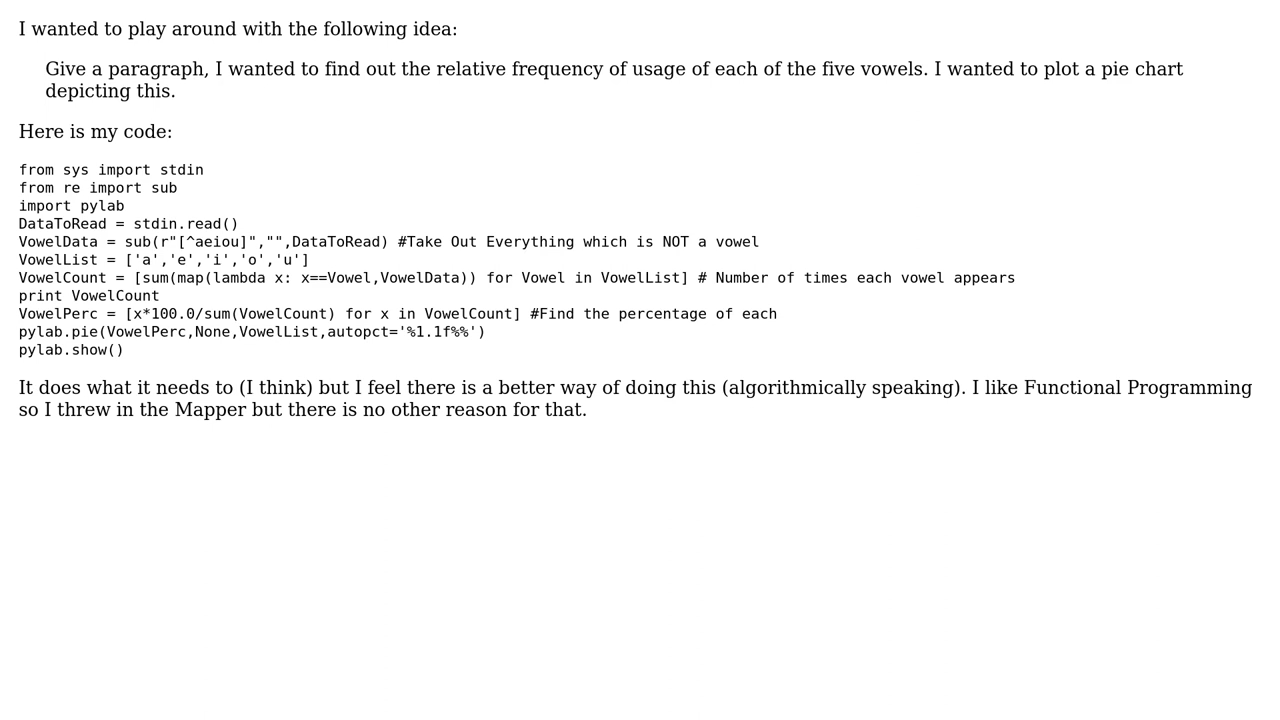 I wanted to play around with the following idea:
Give a paragraph, I wanted to find out the relative frequency of usage of each of the five vowels. I wanted to plot a pie chart
depicting this.
Here is my code:
from sys import stdin
from re import sub
import pylab
DataToRead = stdin.read()
VowelData = sub(r"[^aeiou]","",DataToRead) #Take Out Everything which is NOT a vowel
VowelList = ['a','e','i','o','u']
VowelCount = [sum(map(lambda x: x==Vowel,VowelData)) for Vowel in VowelList] # Number of times each vowel appears
print VowelCount
VowelPerc = [x*100.0/sum(VowelCount) for x in VowelCount] #Find the percentage of each
pylab.pie(VowelPerc,None,VowelList,autopct='%1.1f%%')
pylab.show()
It does what it needs to (I think) but I feel there is a better way of doing this (algorithmically speaking). I like Functional Programming
so I threw in the Mapper but there is no other reason for that.